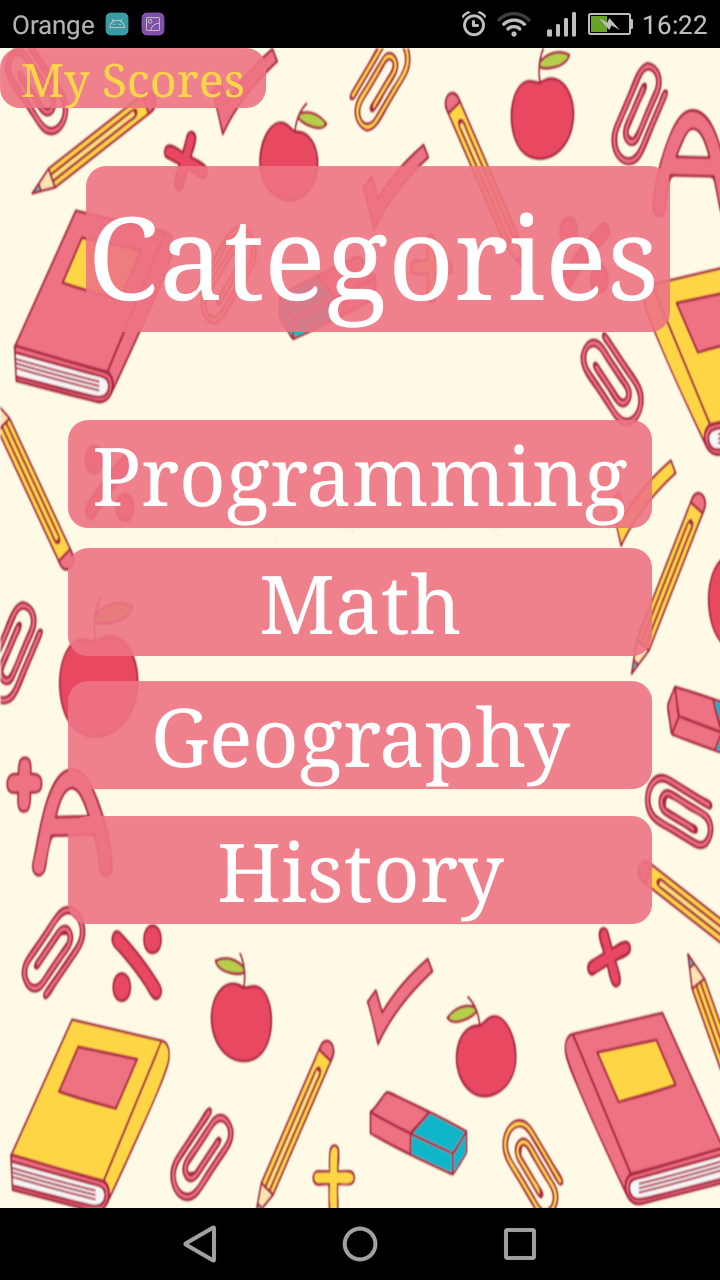 Orange 16:22
My Scores
Categories
Programming
Math
Geography
History